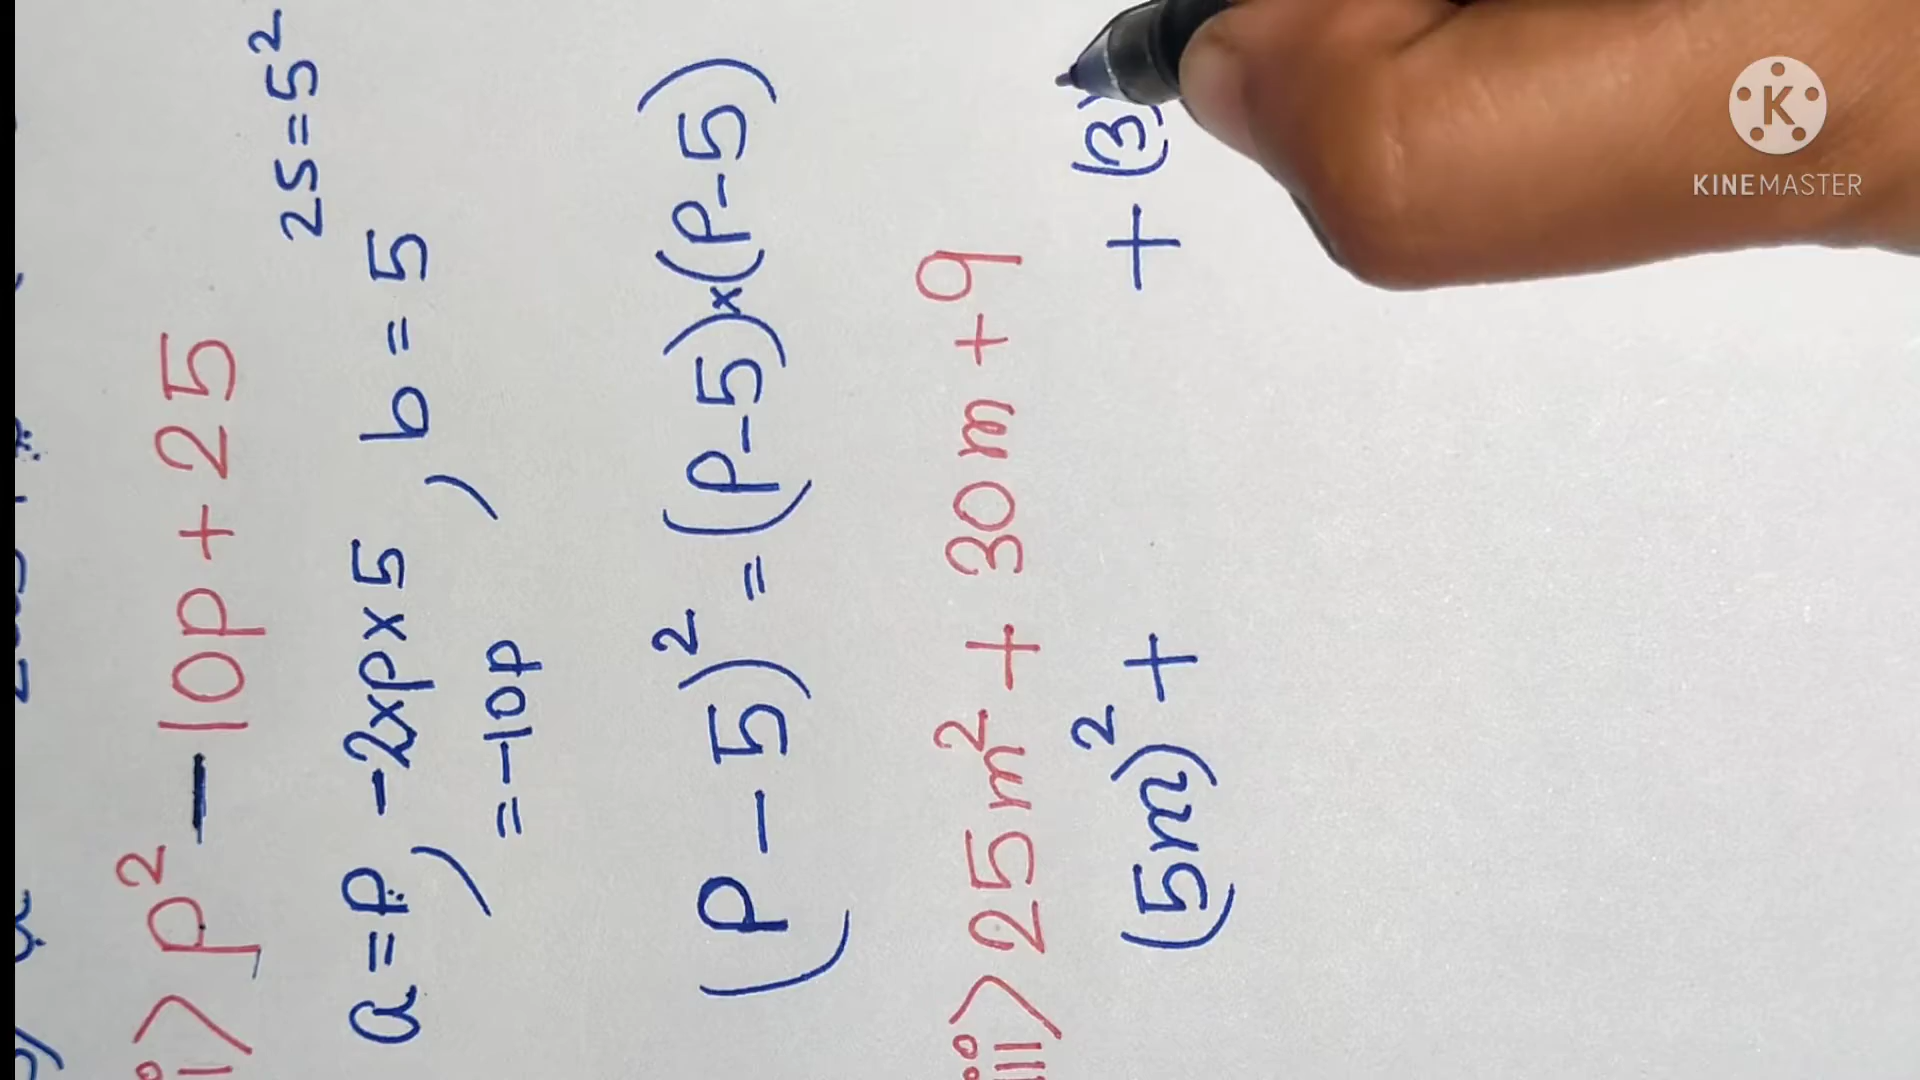 ii) p² - 10p + 25
25 = 5²
a = p, -2×p×5, b = 5
= -10p
(p - 5)² = (p - 5) × (p - 5)
iii) 25m² + 30m + 9
(5m)² + + (3)
KINEMASTER